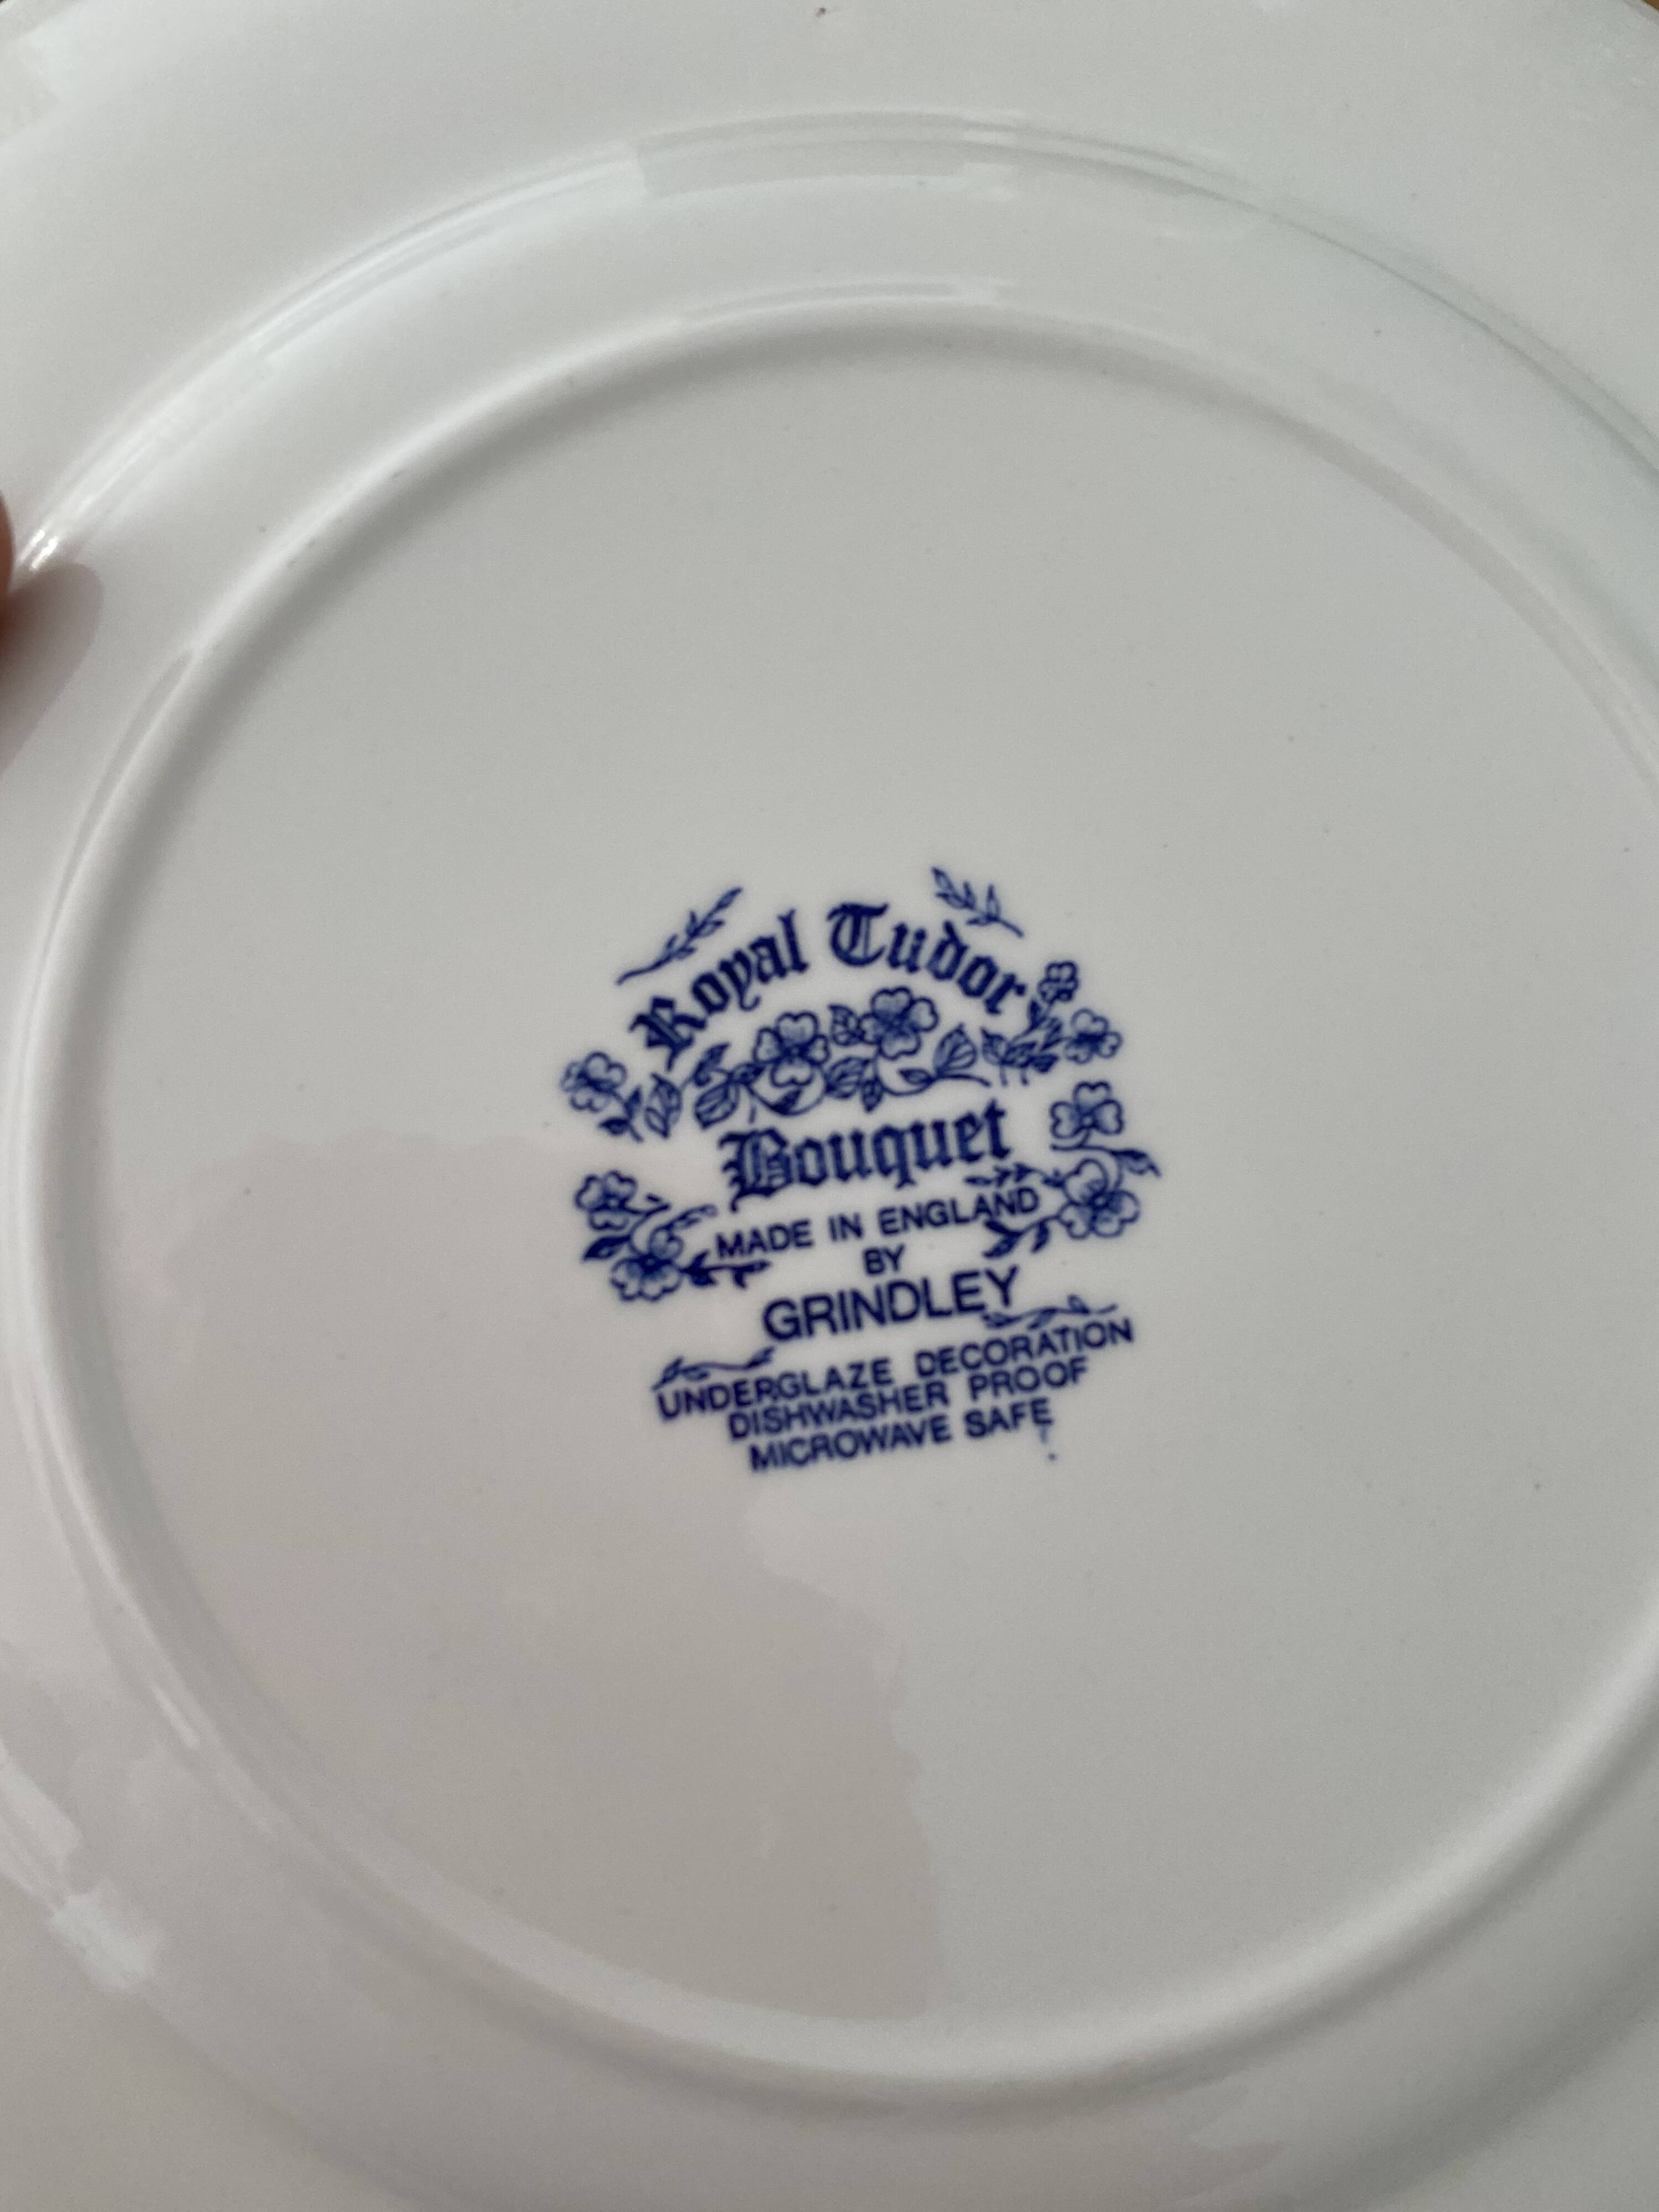 Royal Tudor
Bouquet
MADE IN ENGLAND
BY
GRINDLEY
UNDERGLAZE DECORATION
DISHWASHER PROOF
MICROWAVE SAFE